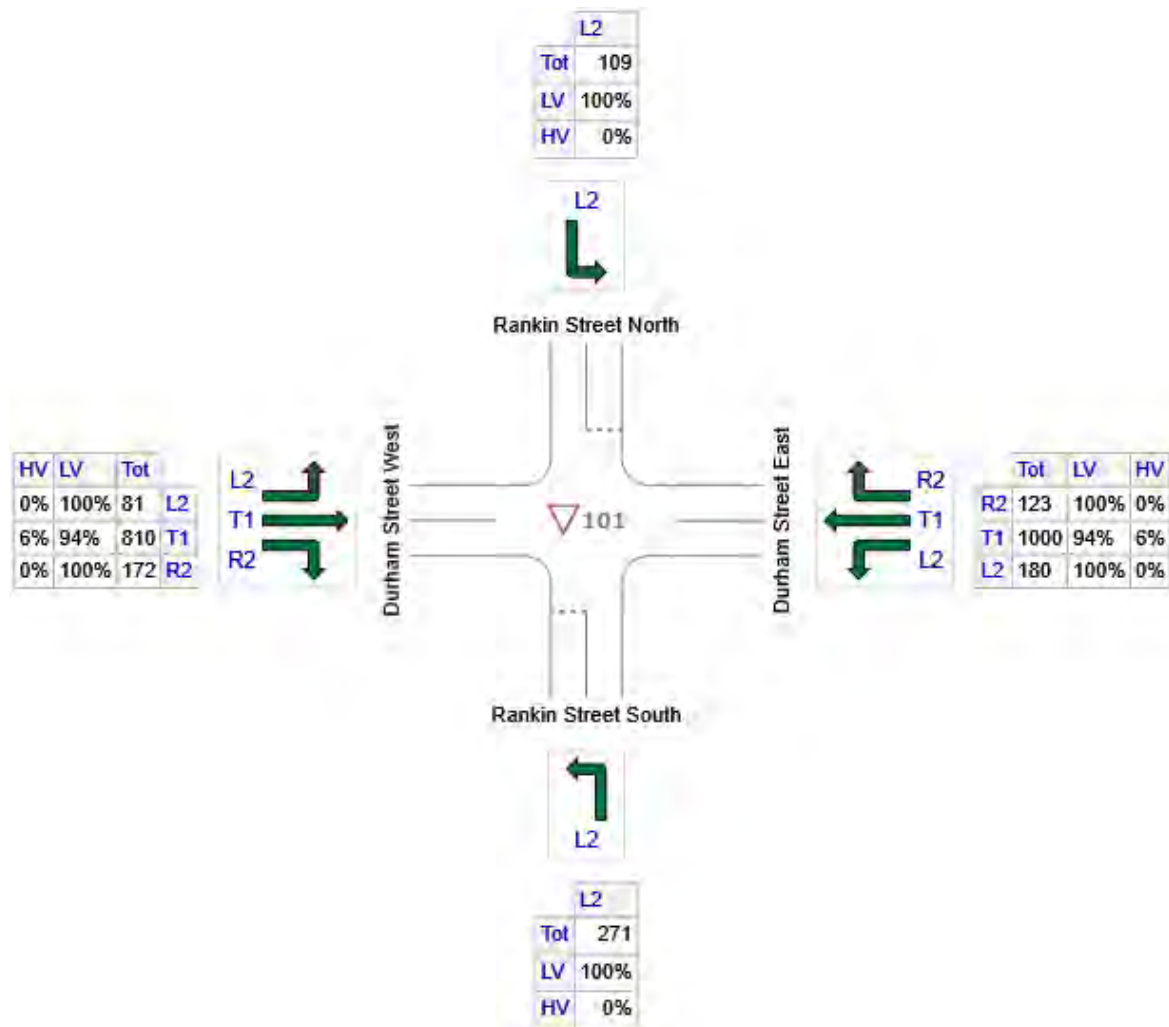 L2
Tot 109
LV 100%
HV 0%
L2
Rankin Street North
HV LV Tot
0% 100% 81 L2
6% 94% 810 T1
0% 100% 172 R2
L2
T1
R2
Durham Street West
101
Durham Street East
R2
T1
L2
Tot LV HV
R2 123 100% 0%
T1 1000 94% 6%
L2 180 100% 0%
Rankin Street South
L2
L2
Tot 271
LV 100%
HV 0%